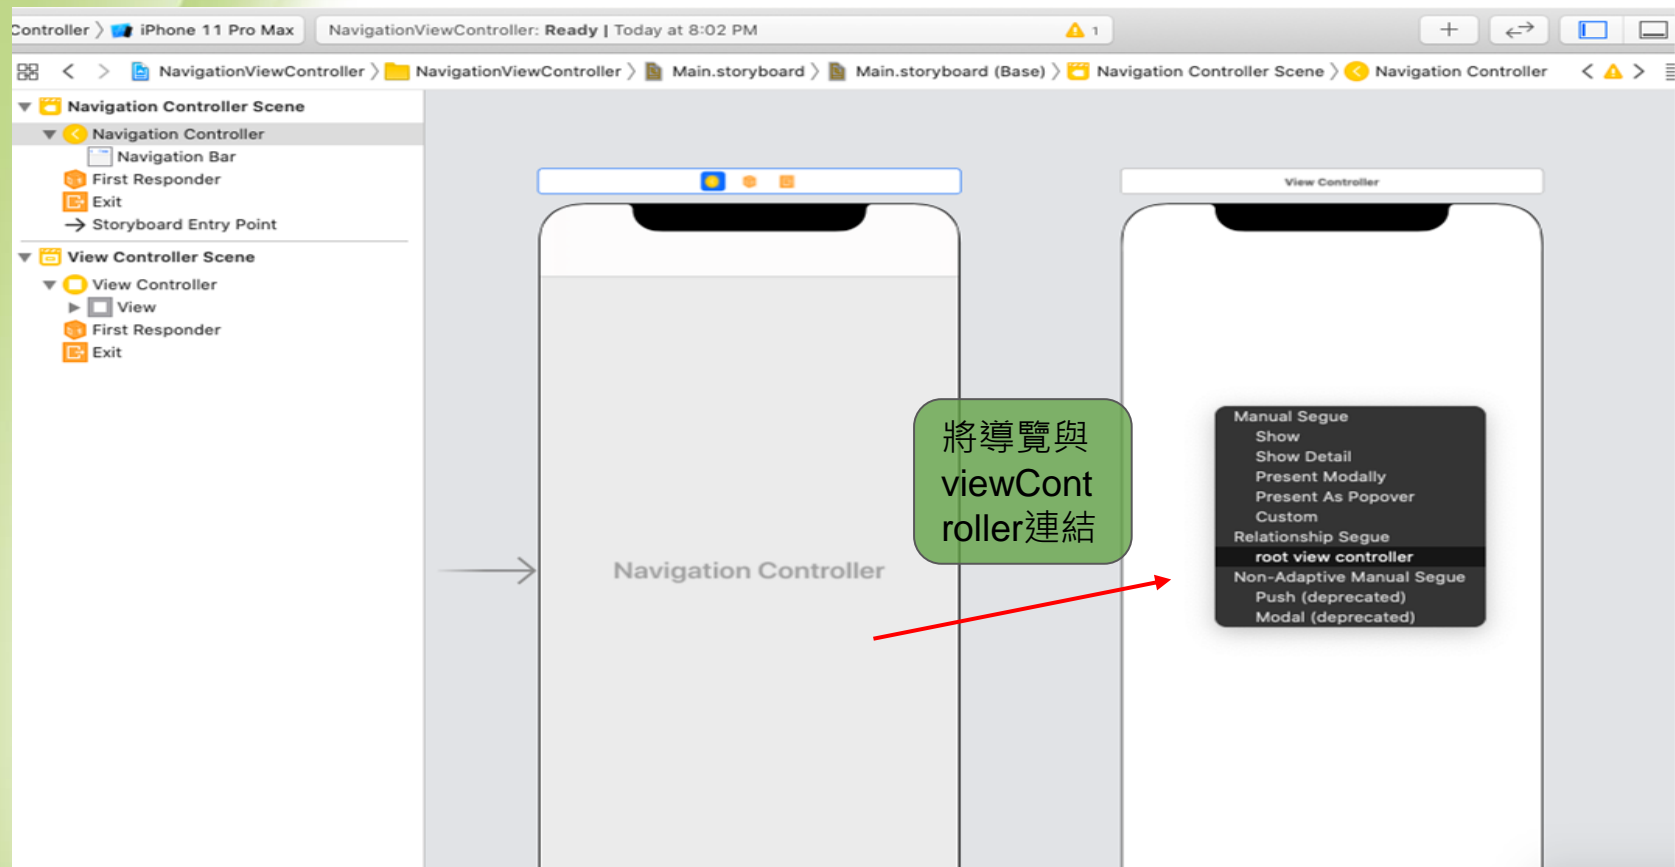 Controller iPhone 11 Pro Max NavigationViewController: Ready | Today at 8:02 PM 1
NavigationViewController NavigationViewController Main.storyboard Main.storyboard (Base) Navigation Controller Scene Navigation Controller
Navigation Controller Scene
Navigation Controller
Navigation Bar
First Responder
Exit
Storyboard Entry Point
View Controller Scene
View Controller
View
First Responder
Exit
View Controller
Navigation Controller
將導覽與
viewCont
roller連結
Manual Segue
Show
Show Detail
Present Modally
Present As Popover
Custom
Relationship Segue
root view controller
Non-Adaptive Manual Segue
Push (deprecated)
Modal (deprecated)